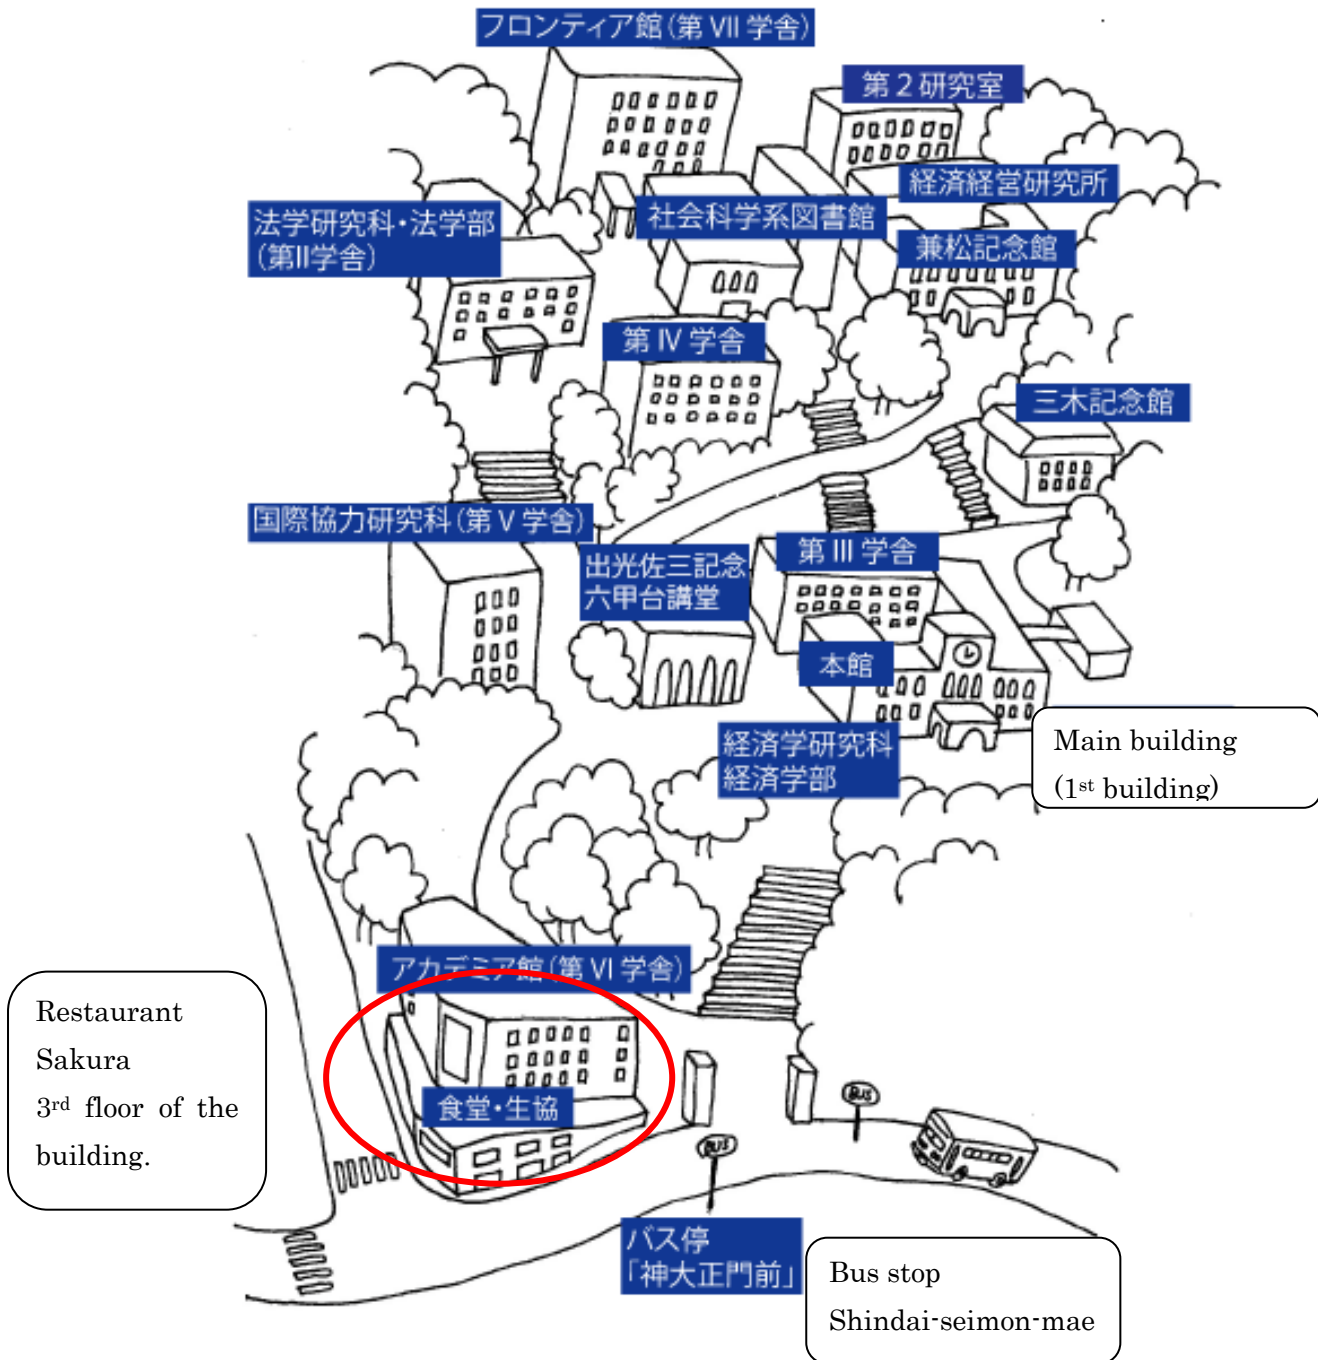 フロンティア館(第 VII 学舎)
第２研究室
経済経営研究所
社会科学系図書館
法学研究科・法学部
(第II学舎)
兼松記念館
第 IV 学舎
三木記念館
国際協力研究科(第 V 学舎)
第 III 学舎
出光佐三記念
六甲台講堂
本館
経済学研究科
経済学部
Main building
(1st building)
アカデミア館(第 VI 学舎)
Restaurant
Sakura
3rd floor of the
building.
食堂・生協
BUS
BUS
バス停
「神大正門前」
Bus stop
Shindai-seimon-mae